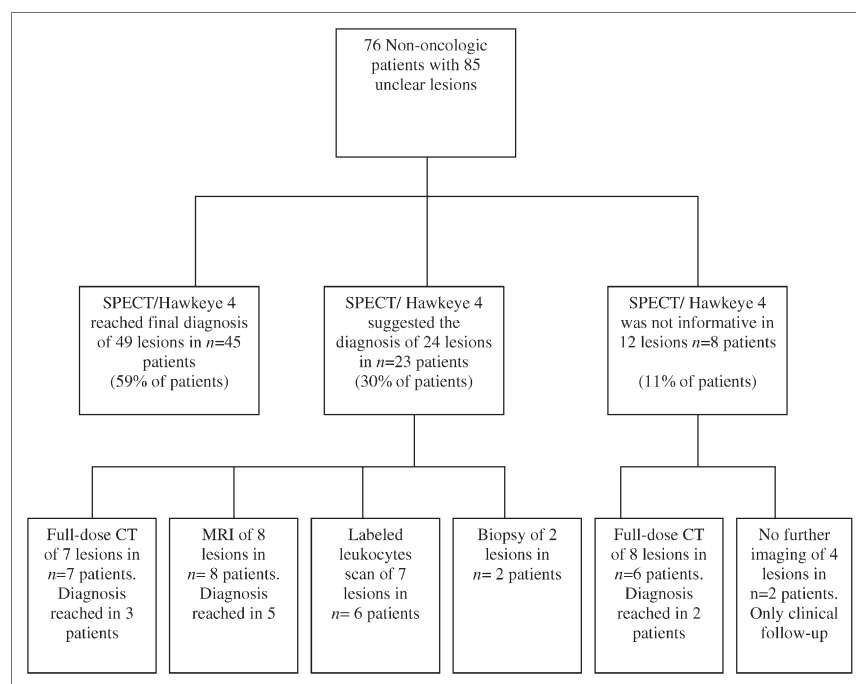 76 Non-oncologic
patients with 85
unclear lesions
SPECT/Hawkeye 4
reached final diagnosis
of 49 lesions in n=45
patients
(59% of patients)
SPECT/ Hawkeye 4
suggested the
diagnosis of 24 lesions
in n=23 patients
(30% of patients)
SPECT/ Hawkeye 4
was not informative in
12 lesions n=8 patients
(11% of patients)
Full-dose CT
of 7 lesions in
n=7 patients.
Diagnosis
reached in 3
patients
MRI of 8
lesions in
n= 8 patients.
Diagnosis
reached in 5
Labeled
leukocytes
scan of 7
lesions in
n= 6 patients
Biopsy of 2
lesions in
n= 2 patients
Full-dose CT
of 8 lesions in
n=6 patients.
Diagnosis
reached in 2
patients
No further
imaging of 4
lesions in
n=2 patients.
Only clinical
follow-up